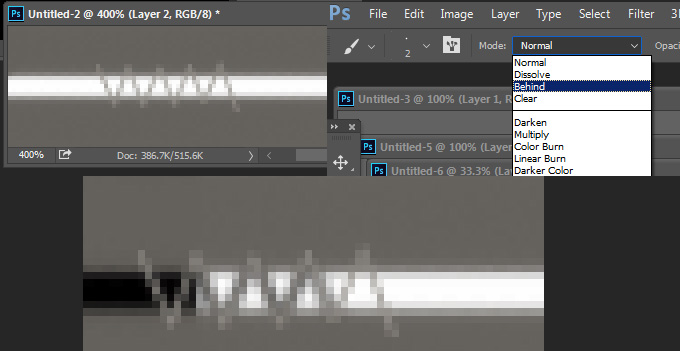 Ps Untitled-2 @ 400% (Layer 2, RGB/8) *
400% Doc: 386.7K/515.6K
Ps File Edit Image Layer Type Select Filter
2 Mode: Normal
Normal
Dissolve
Behind
Clear
Darken
Multiply
Color Burn
Linear Burn
Darker Color
Ps Untitled-3 @ 100% (Layer 1, R
Ps Untitled-5 @ 100% (Laye
Ps Untitled-6 @ 33.3% (Lay